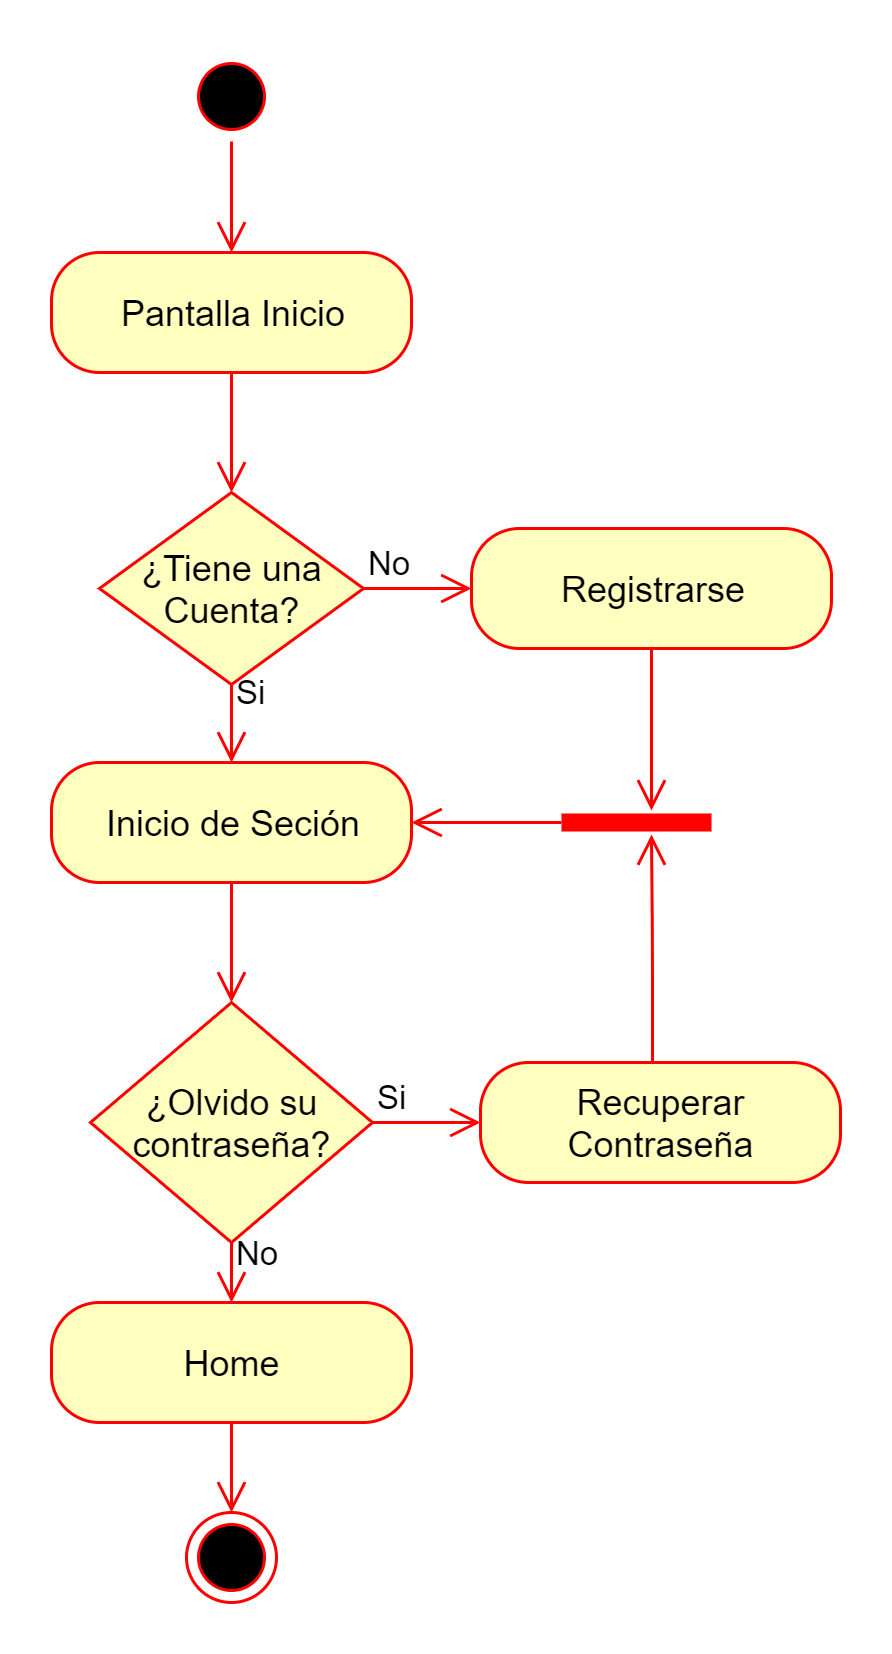 Pantalla Inicio
¿Tiene una
Cuenta?
No
Registrarse
Si
Inicio de Seción
¿Olvido su
contraseña?
Si
Recuperar
Contraseña
No
Home